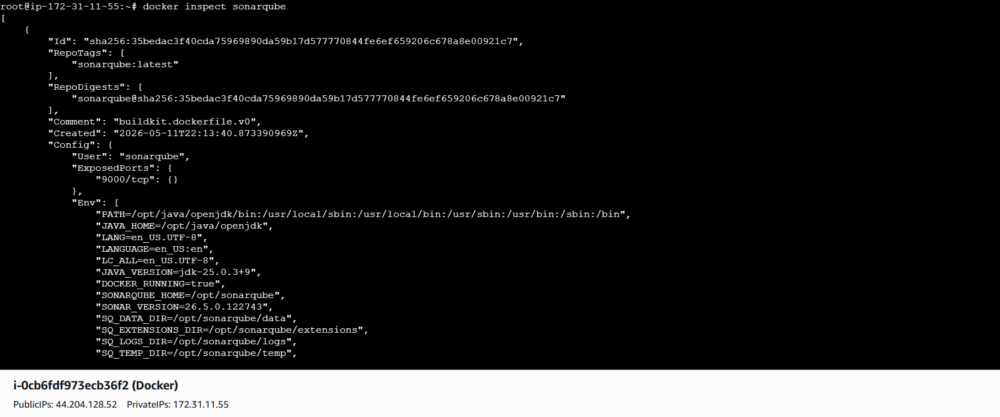 root@ip-172-31-11-55:~# docker inspect sonarqube
[
    {
        "Id": "sha256:35bedac3f40cda75969890da59b17d577770844fe6ef659206c678a8e00921c7",
        "RepoTags": [
            "sonarqube:latest"
        ],
        "RepoDigests": [
            "sonarqube@sha256:35bedac3f40cda75969890da59b17d577770844fe6ef659206c678a8e00921c7"
        ],
        "Comment": "buildkit.dockerfile.v0",
        "Created": "2026-05-11T22:13:40.873390969Z",
        "Config": {
            "User": "sonarqube",
            "ExposedPorts": {
                "9000/tcp": {}
            },
            "Env": [
                "PATH=/opt/java/openjdk/bin:/usr/local/sbin:/usr/local/bin:/usr/sbin:/usr/bin:/sbin:/bin",
                "JAVA_HOME=/opt/java/openjdk",
                "LANG=en_US.UTF-8",
                "LANGUAGE=en_US:en",
                "LC_ALL=en_US.UTF-8",
                "JAVA_VERSION=jdk-25.0.3+9",
                "DOCKER_RUNNING=true",
                "SONARQUBE_HOME=/opt/sonarqube",
                "SONAR_VERSION=26.5.0.122743",
                "SQ_DATA_DIR=/opt/sonarqube/data",
                "SQ_EXTENSIONS_DIR=/opt/sonarqube/extensions",
                "SQ_LOGS_DIR=/opt/sonarqube/logs",
                "SQ_TEMP_DIR=/opt/sonarqube/temp",
i-0cb6fdf973ecb36f2 (Docker)
PublicIPs: 44.204.128.52 PrivateIPs: 172.31.11.55